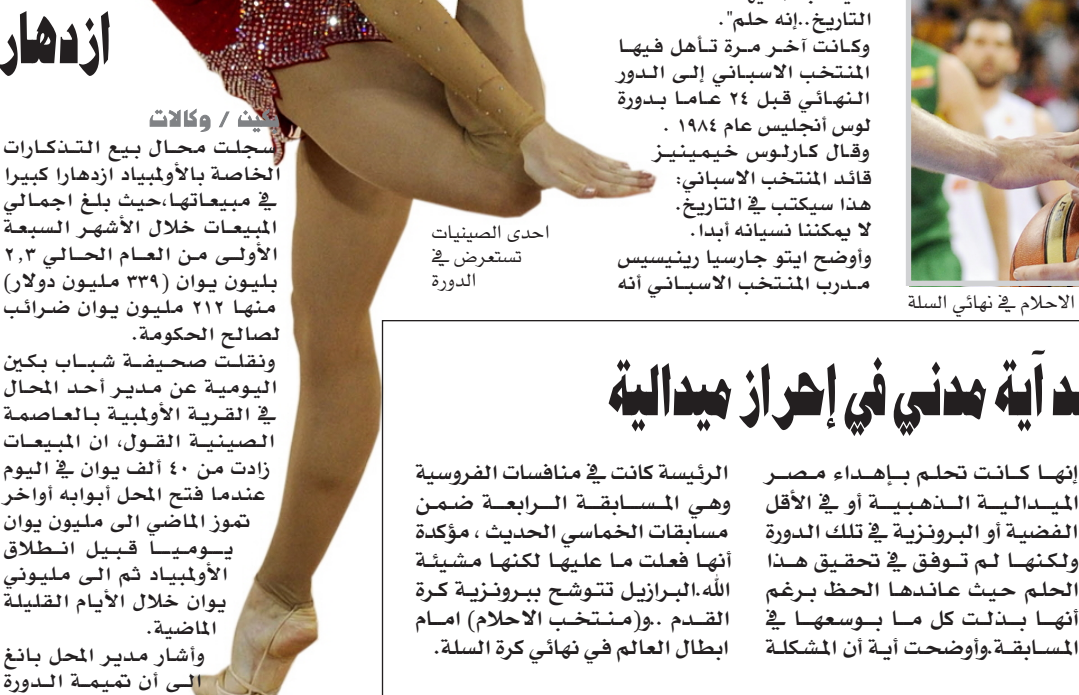 التاريخ..إنه حلم".
وكانت آخر مرة تأهل فيها
المنتخب الاسباني إلى الدور
النهائي قبل ٢٤ عاما بدورة
لوس أنجليس عام ١٩٨٤ .
وقال كارلوس خيمينيز
قائد المنتخب الاسباني:
هذا سيكتب في التاريخ.
لا يمكننا نسيانه أبدا.
وأوضح ايتو جارسيا رينيسيس
مدرب المنتخب الاسباني أنه
الاحلام في نهائي السلة
احدى الصينيات
تستعرض في
الدورة
ازدهار
/ وكالات
سجلت محال بيع التذكارات
الخاصة بالأولمبياد ازدهارا كبيرا
في مبيعاتها،حيث بلغ اجمالي
المبيعات خلال الأشهر السبعة
الأولى من العام الحالي ٢,٣
بليون يوان (٣٣٩ مليون دولار)
منها ٢١٢ مليون يوان ضرائب
لصالح الحكومة.
ونقلت صحيفة شباب بكين
اليومية عن مدير أحد المحال
في القرية الأولمبية بالعاصمة
الصينية القول، ان المبيعات
زادت من ٤٠ ألف يوان في اليوم
عندما فتح المحل أبوابه أواخر
تموز الماضي الى مليون يوان
يوميا قبيل انطلاق
الأولمبياد ثم الى مليوني
يوان خلال الأيام القليلة
الماضية.
وأشار مدير المحل بانغ
الى أن تميمة الدورة
د آية مدني في إحراز ميدالية
إنها كانت تحلم بإهداء مصر
الميدالية الذهبية أو في الأقل
الفضية أو البرونزية في تلك الدورة
ولكنها لم توفق في تحقيق هذا
الحلم حيث عاندها الحظ برغم
أنها بذلت كل ما بوسعها في
المسابقة.وأوضحت أية أن المشكلة
الرئيسة كانت في منافسات الفروسية
وهي المسابقة الرابعة ضمن
مسابقات الخماسي الحديث ، مؤكدة
أنها فعلت ما عليها لكنها مشيئة
الله.البرازيل تتوشح ببرونزية كرة
القدم ..و(منتخب الاحلام) امام
ابطال العالم في نهائي كرة السلة.